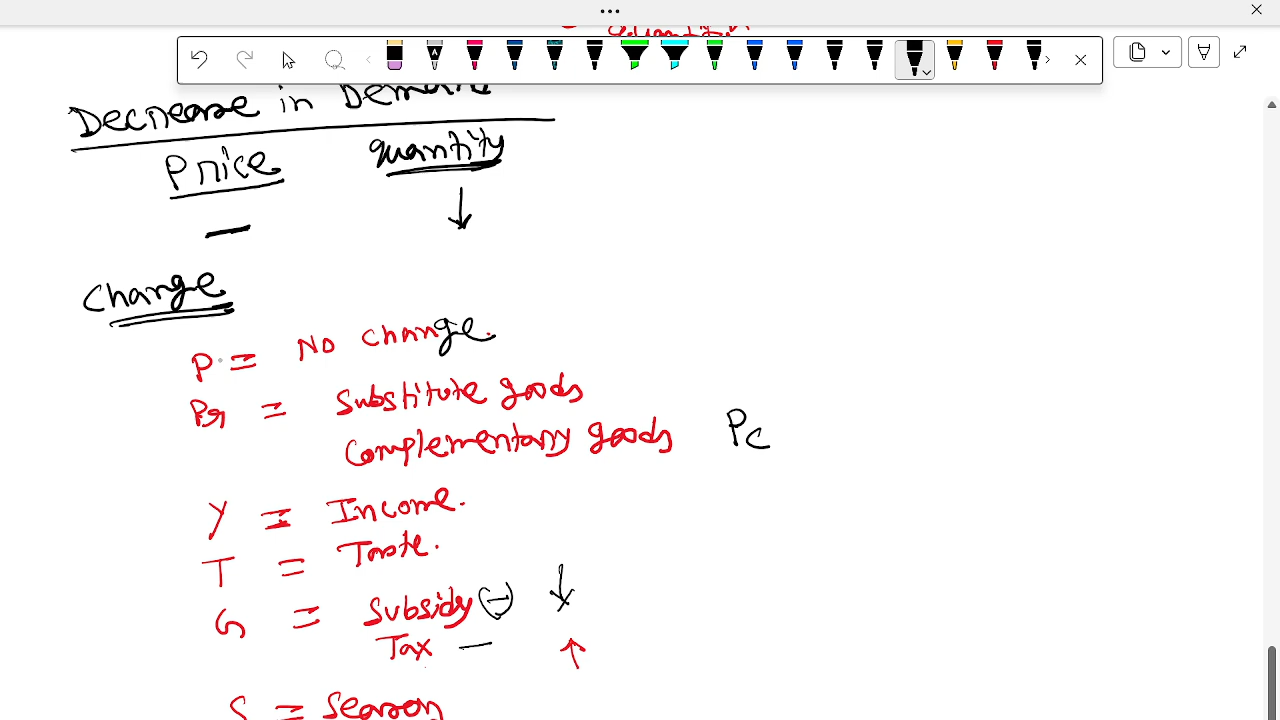 quantity
Decrease in Demand
Price quantity
— ↓
Change
P = No change.
Pr = Substitute goods
Complementary goods Pc
Y = Income.
T = Taste.
G = Subsidy (-) ↓
Tax — ↑
S = Season